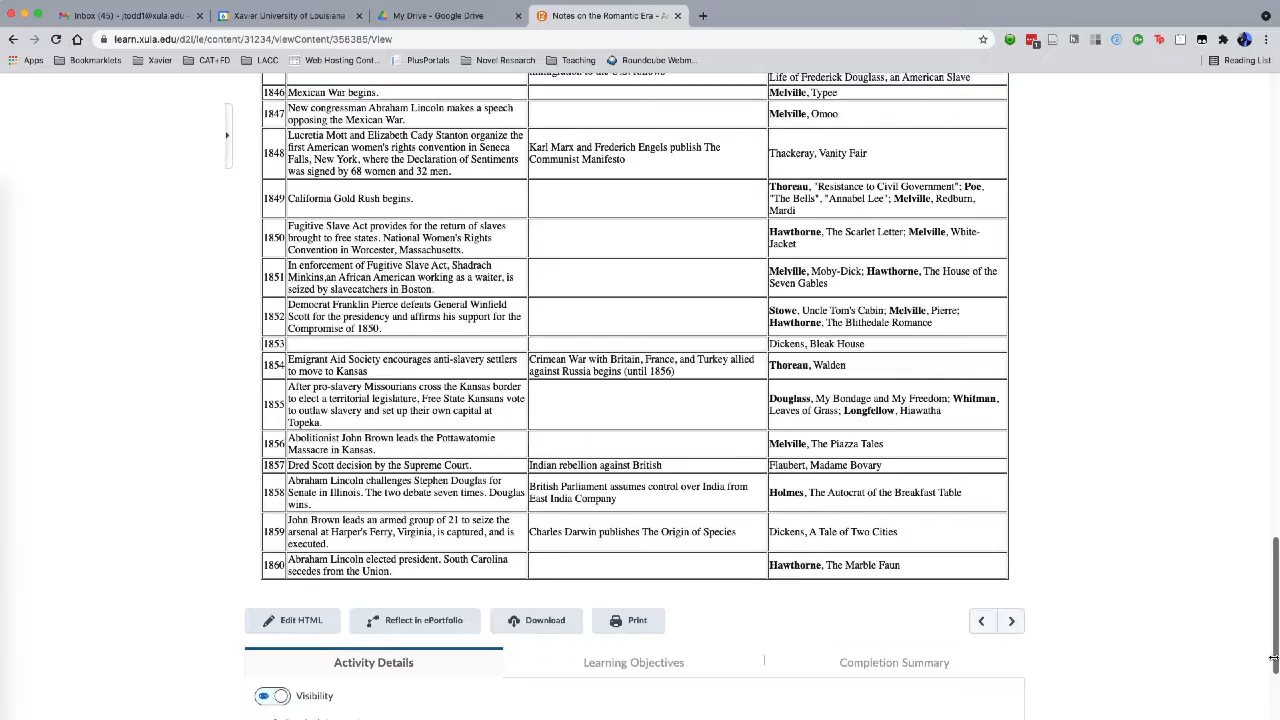 Inbox (45) - jtodd1@xula.edu - Xavier University of Louisiana My Drive - Google Drive Notes on the Romantic Era - A
learn.xula.edu/d2l/le/content/31234/viewContent/358385/View
Apps Bookmarklets Xavier CAT+FD LACC Web Hosting Cont... PlusPortals Novel Research Teaching Roundcube Webm... Reading List
Life of Frederick Douglass, an American Slave
1846 Mexican War begins. Melville, Typee
New congressman Abraham Lincoln makes a speech
1847 opposing the Mexican War. Melville, Omoo
Lucretia Mott and Elizabeth Cady Stanton organize the
first American women's rights convention in Seneca
Falls, New York, where the Declaration of Sentiments
was signed by 68 women and 32 men.
1848
Karl Marx and Frederich Engels publish The
Communist Manifesto
Thackeray, Vanity Fair
1849 California Gold Rush begins.
Thoreau, "Resistance to Civil Government"; Poe,
"The Bells", "Annabel Lee"; Melville, Redburn,
Mardi
1850
Fugitive Slave Act provides for the return of slaves
brought to free states. National Women's Rights
Convention in Worcester, Massachusetts.
Hawthorne, The Scarlet Letter; Melville, White-
Jacket
1851
In enforcement of Fugitive Slave Act, Shadrach
Minkins,an African American working as a waiter, is
seized by slavecatchers in Boston.
Melville, Moby-Dick; Hawthorne, The House of the
Seven Gables
1852
Democrat Franklin Pierce defeats General Winfield
Scott for the presidency and affirms his support for the
Compromise of 1850.
Stowe, Uncle Tom's Cabin; Melville, Pierre;
Hawthorne, The Blithedale Romance
1853 Dickens, Bleak House
1854
Emigrant Aid Society encourages anti-slavery settlers
to move to Kansas
Crimean War with Britain, France, and Turkey allied
against Russia begins (until 1856)
Thoreau, Walden
1855
After pro-slavery Missourians cross the Kansas border
to elect a territorial legislature, Free State Kansans vote
to outlaw slavery and set up their own capital at
Topeka.
Douglass, My Bondage and My Freedom; Whitman,
Leaves of Grass; Longfellow, Hiawatha
1856
Abolitionist John Brown leads the Pottawatomie
Massacre in Kansas.
Melville, The Piazza Tales
1857 Dred Scott decision by the Supreme Court. Indian rebellion against British Flaubert, Madame Bovary
1858
Abraham Lincoln challenges Stephen Douglas for
Senate in Illinois. The two debate seven times. Douglas
wins.
British Parliament assumes control over India from
East India Company
Holmes, The Autocrat of the Breakfast Table
1859
John Brown leads an armed group of 21 to seize the
arsenal at Harper's Ferry, Virginia, is captured, and is
executed.
Charles Darwin publishes The Origin of Species
Dickens, A Tale of Two Cities
1860
Abraham Lincoln elected president. South Carolina
secedes from the Union.
Hawthorne, The Marble Faun
Edit HTML Reflect in ePortfolio Download Print
Activity Details Learning Objectives Completion Summary
Visibility